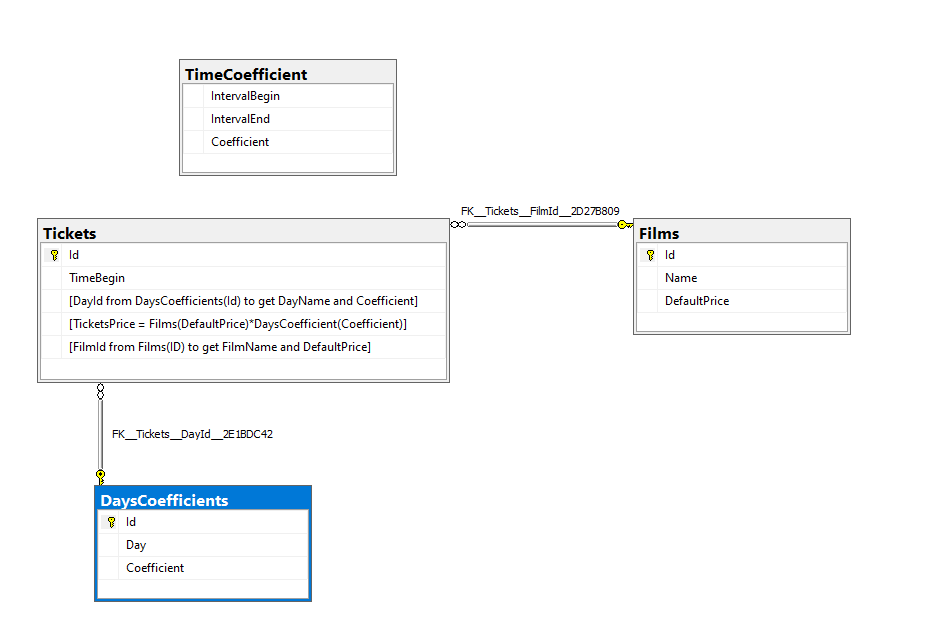 TimeCoefficient
IntervalBegin
IntervalEnd
Coefficient
FK__Tickets__FilmId__2D27B809
Tickets
Id
TimeBegin
[DayId from DaysCoefficients(Id) to get DayName and Coefficient]
[TicketsPrice = Films(DefaultPrice)*DaysCoefficient(Coefficient)]
[FilmId from Films(ID) to get FilmName and DefaultPrice]
Films
Id
Name
DefaultPrice
FK__Tickets__DayId__2E1BDC42
DaysCoefficients
Id
Day
Coefficient